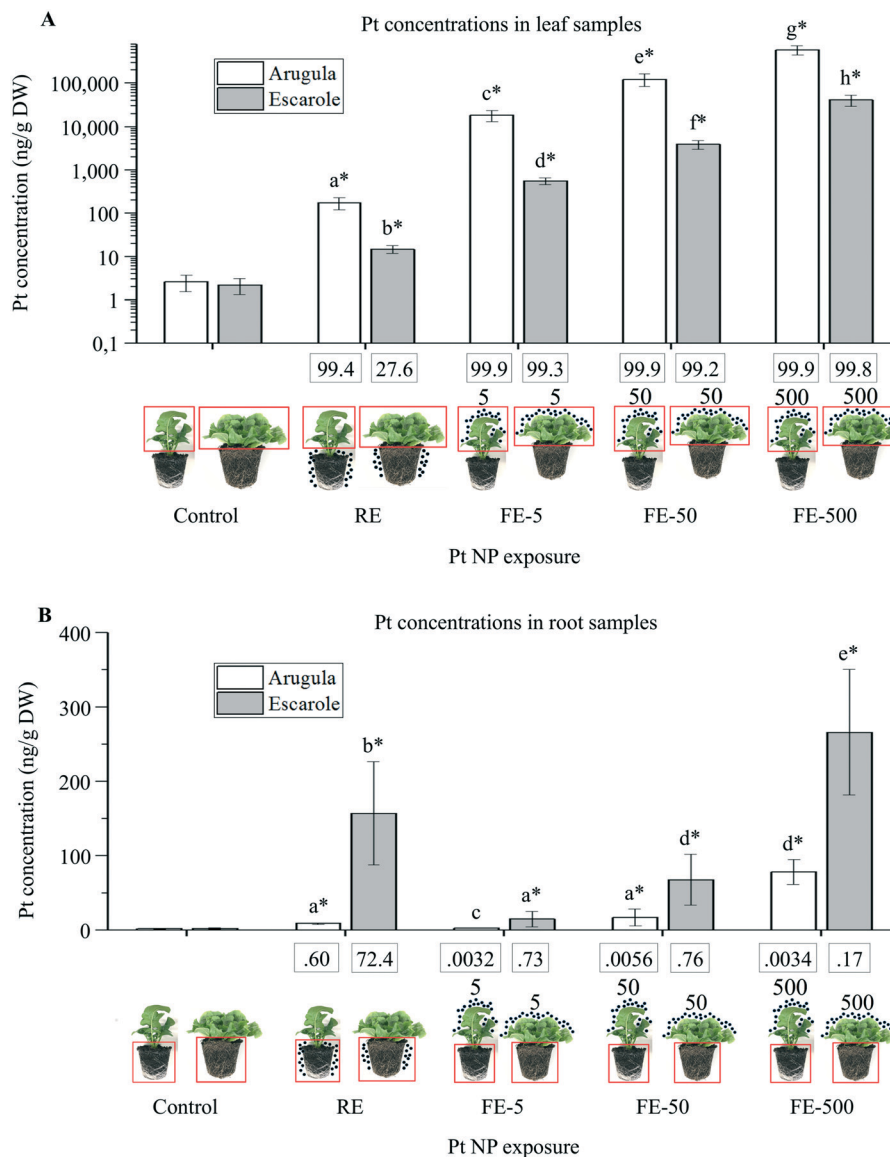 A
Pt concentrations in leaf samples
Pt concentration (ng/g DW)
100,000
10,000
1,000
100
10
1
0,1
Arugula
Escarole
a*
b*
c*
d*
e*
f*
g*
h*
99.4 27.6 99.9 99.3 99.9 99.2 99.9 99.8
5 5 50 50 500 500
Control RE FE-5 FE-50 FE-500
Pt NP exposure
B
Pt concentrations in root samples
Pt concentration (ng/g DW)
400
300
200
100
0
Arugula
Escarole
a*
b*
c
a*
a*
d*
d*
e*
.60 72.4 .0032 .73 .0056 .76 .0034 .17
5 5 50 50 500 500
Control RE FE-5 FE-50 FE-500
Pt NP exposure